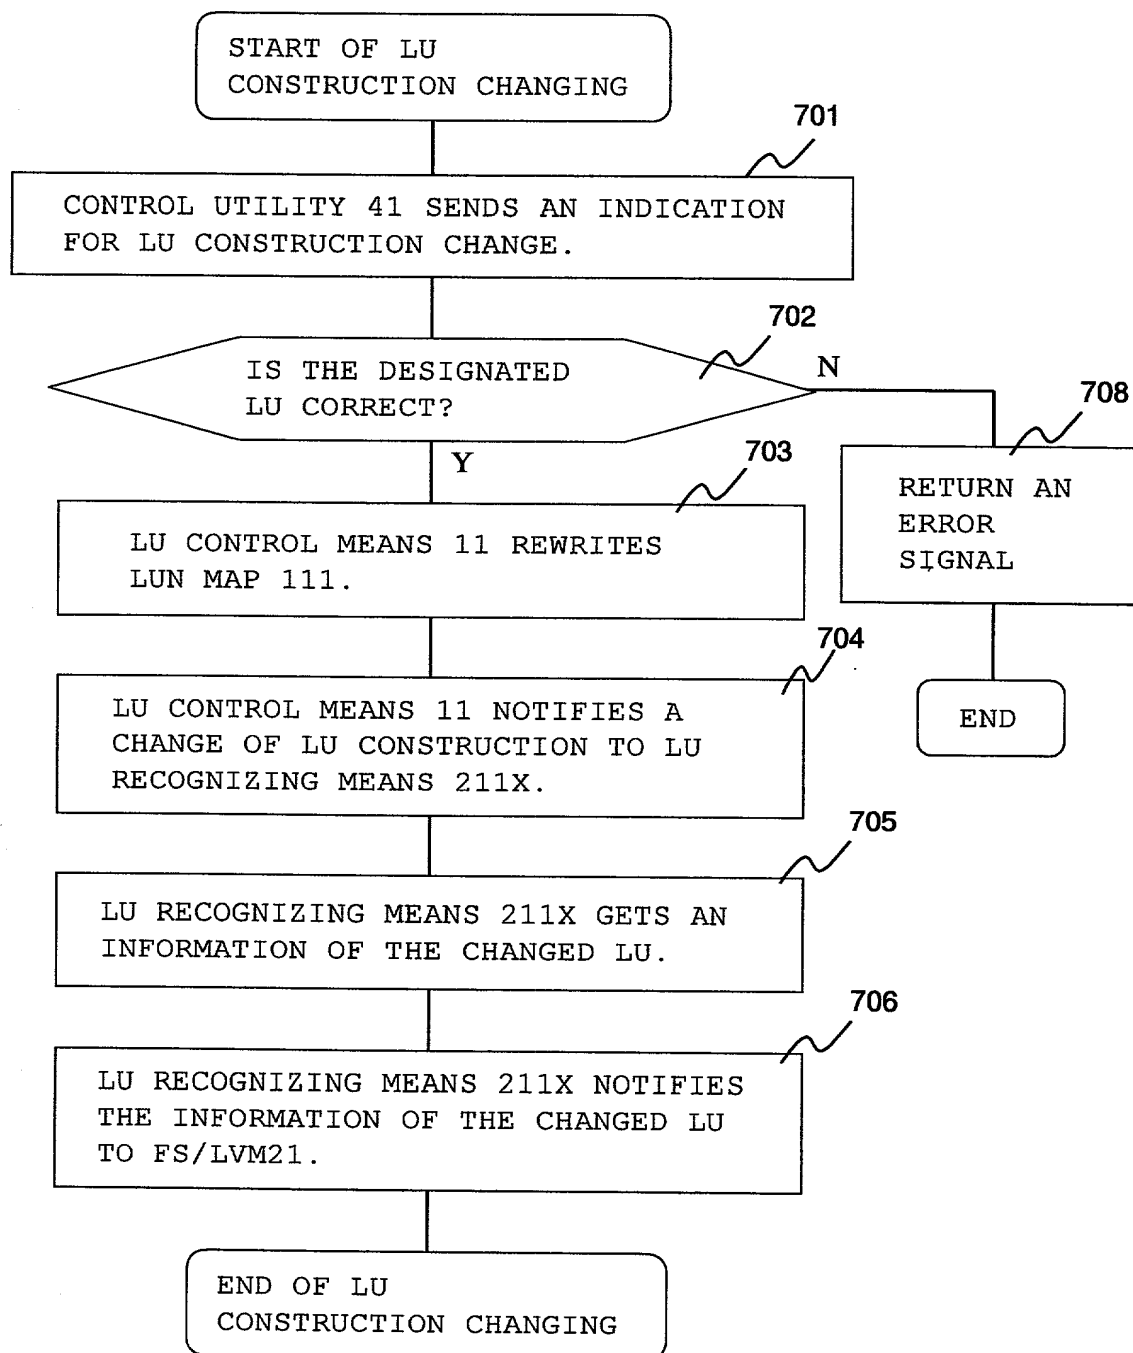 START OF LU
CONSTRUCTION CHANGING
701
CONTROL UTILITY 41 SENDS AN INDICATION
FOR LU CONSTRUCTION CHANGE.
702
IS THE DESIGNATED
LU CORRECT?
N
708
Y
703
RETURN AN
ERROR
SIGNAL
LU CONTROL MEANS 11 REWRITES
LUN MAP 111.
704
END
LU CONTROL MEANS 11 NOTIFIES A
CHANGE OF LU CONSTRUCTION TO LU
RECOGNIZING MEANS 211X.
705
LU RECOGNIZING MEANS 211X GETS AN
INFORMATION OF THE CHANGED LU.
706
LU RECOGNIZING MEANS 211X NOTIFIES
THE INFORMATION OF THE CHANGED LU
TO FS/LVM21.
END OF LU
CONSTRUCTION CHANGING